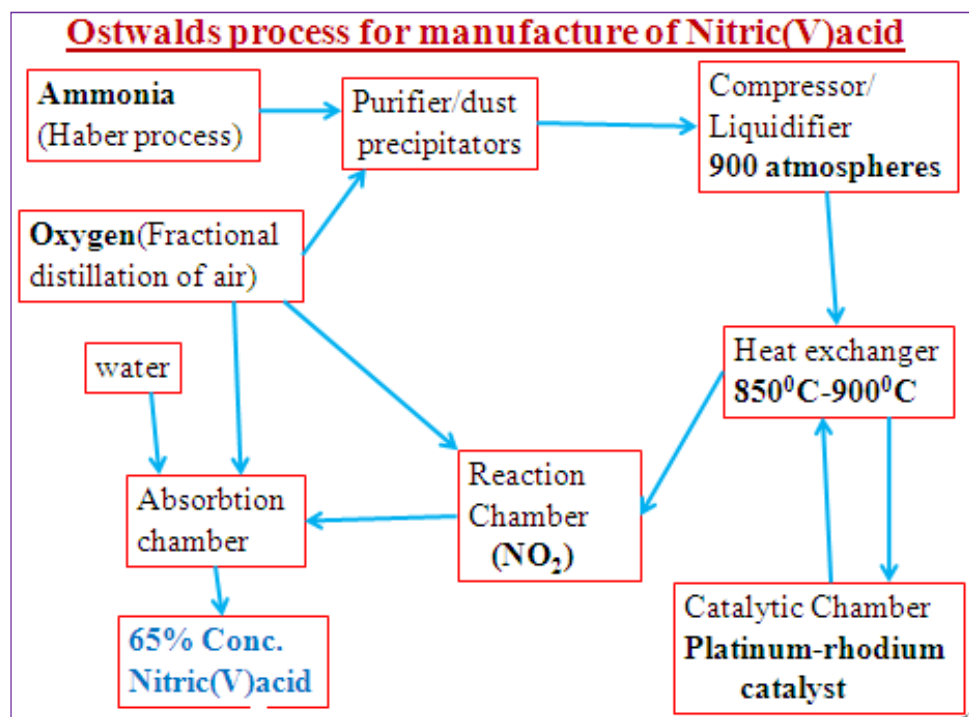 Ostwalds process for manufacture of Nitric(V)acid
Ammonia
(Haber process)
Purifier/dust
precipitators
Compressor/
Liquidifier
900 atmospheres
Oxygen(Fractional
distillation of air)
water
Heat exchanger
850⁰C-900⁰C
Absorbtion
chamber
Reaction
Chamber
(NO₂)
65% Conc.
Nitric(V)acid
Catalytic Chamber
Platinum-rhodium
catalyst